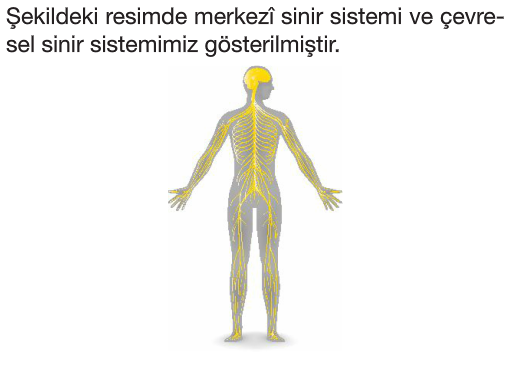 Şekildeki resimde merkezî sinir sistemi ve çevre-
sel sinir sistemimiz gösterilmiştir.